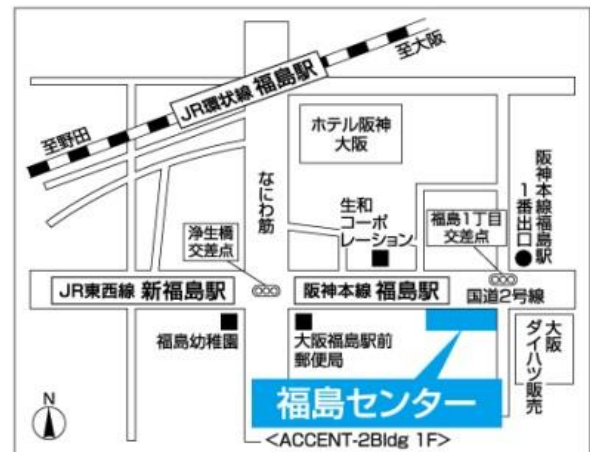 至大阪
JR環状線 福島駅
至野田
ホテル阪神
大阪
なにわ筋
生和
コーポ
レーション
福島1丁目
交差点
阪神本線福島駅
1番出口
浄正橋
交差点
JR東西線 新福島駅
阪神本線 福島駅
国道2号線
福島幼稚園
大阪福島駅前
郵便局
大阪
ダイハツ販売
福島センター
<ACCENT-2Bldg 1F>
N